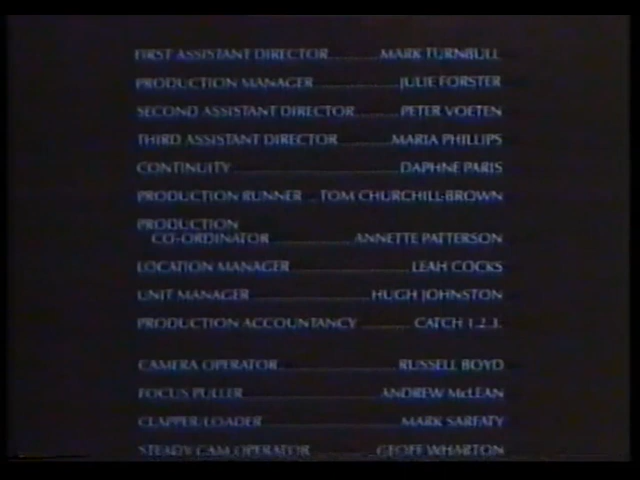 FIRST ASSISTANT DIRECTOR MARK TURNBULL
PRODUCTION MANAGER JULIE FORSTER
SECOND ASSISTANT DIRECTOR PETER VOETEN
THIRD ASSISTANT DIRECTOR MARIA PHILLIPS
CONTINUITY DAPHNE PARIS
PRODUCTION RUNNER TOM CHURCHILL-BROWN
PRODUCTION
CO-ORDINATOR ANNETTE PATTERSON
LOCATION MANAGER LEAH COCKS
UNIT MANAGER HUGH JOHNSTON
PRODUCTION ACCOUNTANCY CATCH 1.2.3.
CAMERA OPERATOR RUSSELL BOYD
FOCUS PULLER ANDREW McLEAN
CLAPPER/LOADER MARK SARFATY
STEADY CAM OPERATOR GEOFF WHARTON